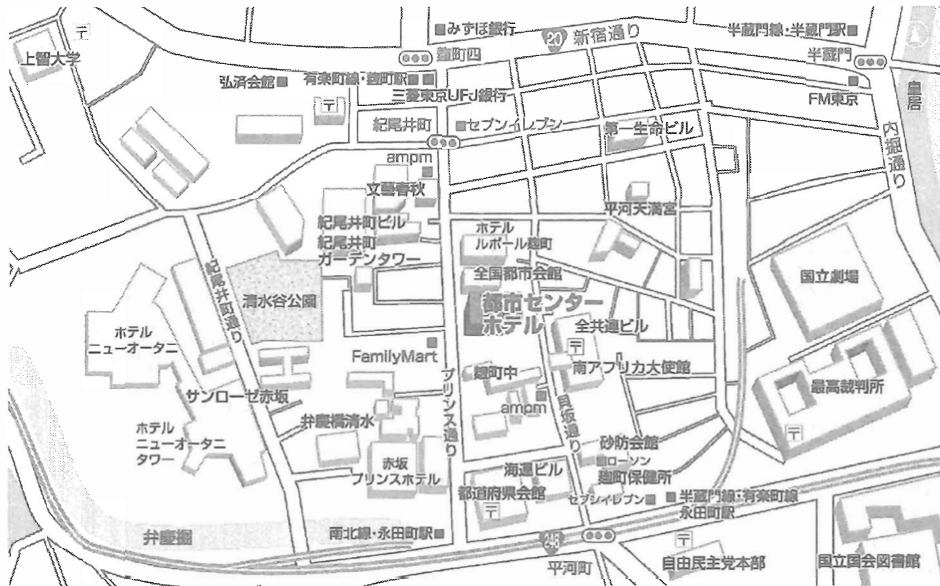 上智大学
〒
みずほ銀行
20
新宿通り
麹町四
半蔵門線・半蔵門駅
半蔵門
弘済会館
有楽町線・麹町駅
三菱東京UFJ銀行
〒
FM東京
皇居
内堀通り
紀尾井町
セブンイレブン
第一生命ビル
ampm
文藝春秋
紀尾井町ビル
紀尾井町
ガーデンタワー
平河天満宮
ホテル
ルポール麹町
全国都市会館
都市センター
ホテル
国立劇場
紀尾井町通り
清水谷公園
ホテル
ニューオータニ
全共連ビル
〒
FamilyMart
プリンス通り
麹町中
貝坂通り
南アフリカ大使館
最高裁判所
〒
サンローゼ赤坂
ampm
弁慶橋清水
ホテル
ニューオータニ
タワー
赤坂
プリンスホテル
砂防会館
ローソン
麹町保健所
海運ビル
都道府県会館
〒
セブンイレブン
半蔵門線・有楽町線
永田町駅
弁慶堀
南北線・永田町駅
246
平河町
〒
自由民主党本部
国立国会図書館